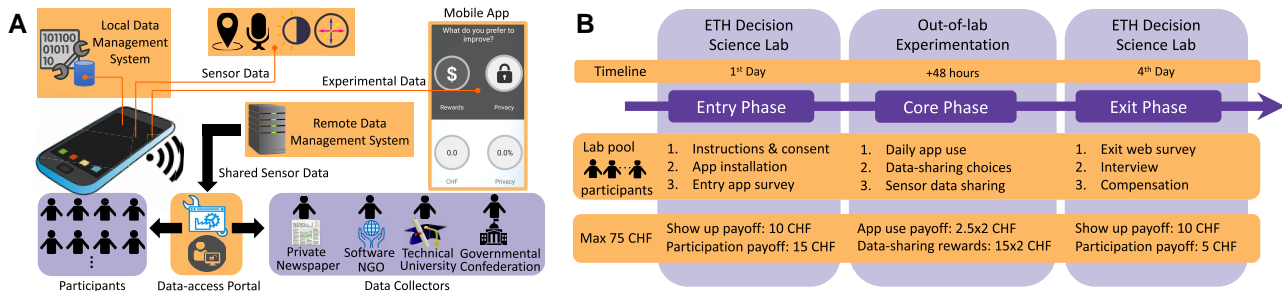 A
101100
01011
10
Local Data
Management
System
Sensor Data
Experimental Data
Mobile App
What do you prefer to
improve?
$
Rewards
Privacy
0.0
0.0%
CHF
Privacy
Remote Data
Management System
Shared Sensor Data
Private
Newspaper
Software
NGO
Technical
University
Governmental
Confederation
Participants
Data-access Portal
Data Collectors
B
ETH Decision
Science Lab
Out-of-lab
Experimentation
ETH Decision
Science Lab
Timeline
1st Day
+48 hours
4th Day
Entry Phase
Core Phase
Exit Phase
Lab pool
participants
1. Instructions & consent
2. App installation
3. Entry app survey
1. Daily app use
2. Data-sharing choices
3. Sensor data sharing
1. Exit web survey
2. Interview
3. Compensation
Max 75 CHF
Show up payoff: 10 CHF
Participation payoff: 15 CHF
App use payoff: 2.5x2 CHF
Data-sharing rewards: 15x2 CHF
Show up payoff: 10 CHF
Participation payoff: 5 CHF